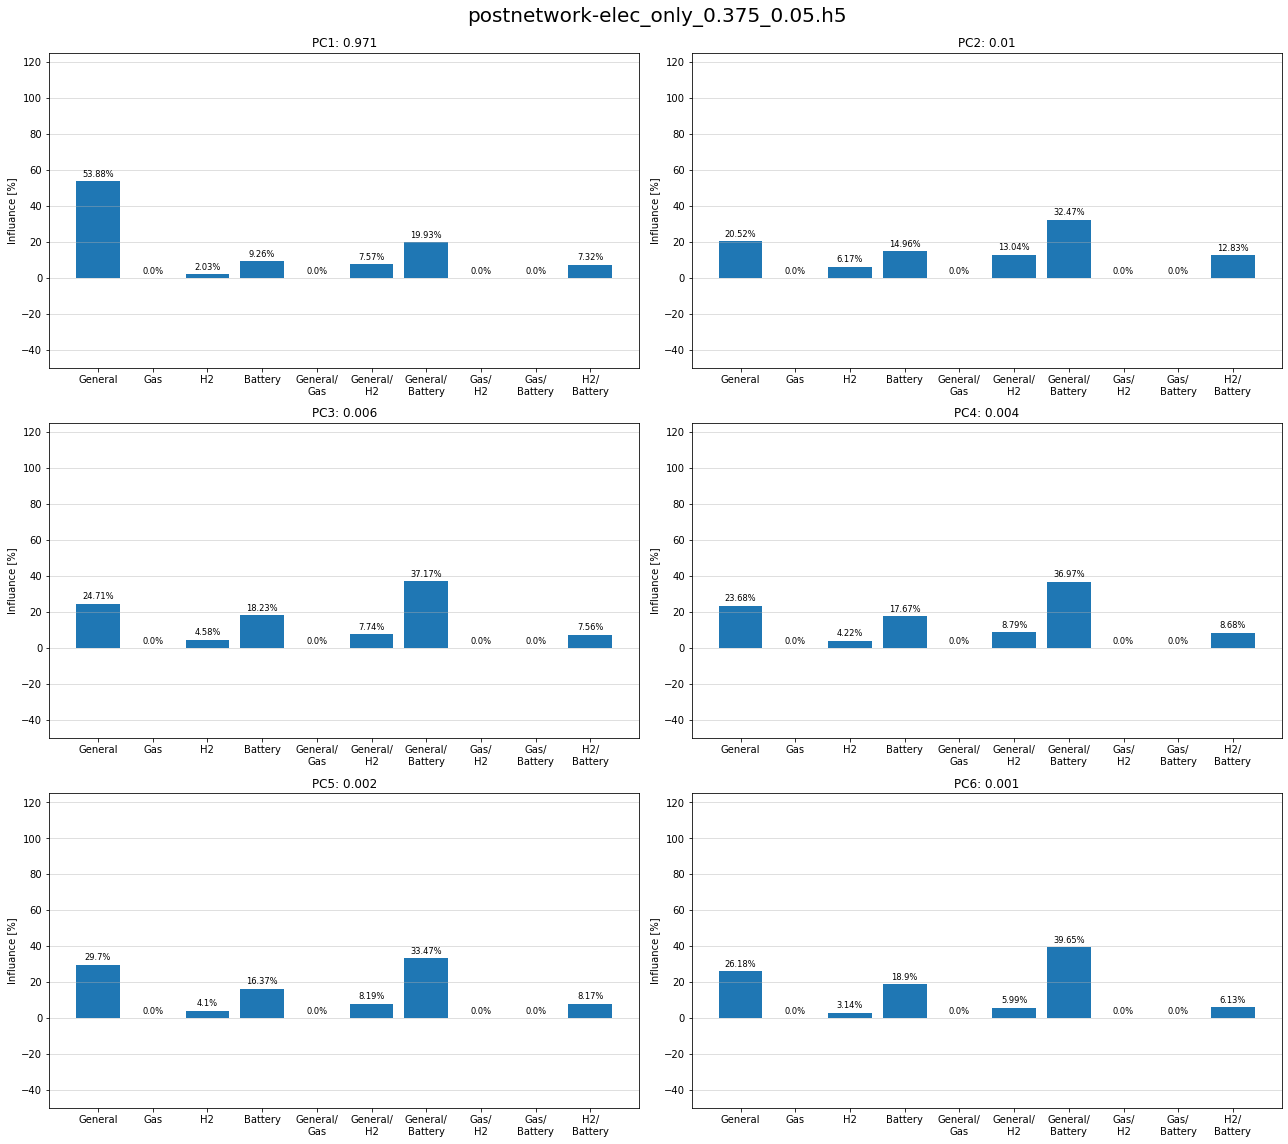 postnetwork-elec_only_0.375_0.05.h5
PC1: 0.971
Influance [%]
120
100
80
60
40
20
0
−20
−40
53.88%
0.0%
2.03%
9.26%
0.0%
7.57%
19.93%
0.0%
0.0%
7.32%
General
Gas
H2
Battery
General/
Gas
General/
H2
General/
Battery
Gas/
H2
Gas/
Battery
H2/
Battery
PC2: 0.01
Influance [%]
120
100
80
60
40
20
0
−20
−40
20.52%
0.0%
6.17%
14.96%
0.0%
13.04%
32.47%
0.0%
0.0%
12.83%
General
Gas
H2
Battery
General/
Gas
General/
H2
General/
Battery
Gas/
H2
Gas/
Battery
H2/
Battery
PC3: 0.006
Influance [%]
120
100
80
60
40
20
0
−20
−40
24.71%
0.0%
4.58%
18.23%
0.0%
7.74%
37.17%
0.0%
0.0%
7.56%
General
Gas
H2
Battery
General/
Gas
General/
H2
General/
Battery
Gas/
H2
Gas/
Battery
H2/
Battery
PC4: 0.004
Influance [%]
120
100
80
60
40
20
0
−20
−40
23.68%
0.0%
4.22%
17.67%
0.0%
8.79%
36.97%
0.0%
0.0%
8.68%
General
Gas
H2
Battery
General/
Gas
General/
H2
General/
Battery
Gas/
H2
Gas/
Battery
H2/
Battery
PC5: 0.002
Influance [%]
120
100
80
60
40
20
0
−20
−40
29.7%
0.0%
4.1%
16.37%
0.0%
8.19%
33.47%
0.0%
0.0%
8.17%
General
Gas
H2
Battery
General/
Gas
General/
H2
General/
Battery
Gas/
H2
Gas/
Battery
H2/
Battery
PC6: 0.001
Influance [%]
120
100
80
60
40
20
0
−20
−40
26.18%
0.0%
3.14%
18.9%
0.0%
5.99%
39.65%
0.0%
0.0%
6.13%
General
Gas
H2
Battery
General/
Gas
General/
H2
General/
Battery
Gas/
H2
Gas/
Battery
H2/
Battery